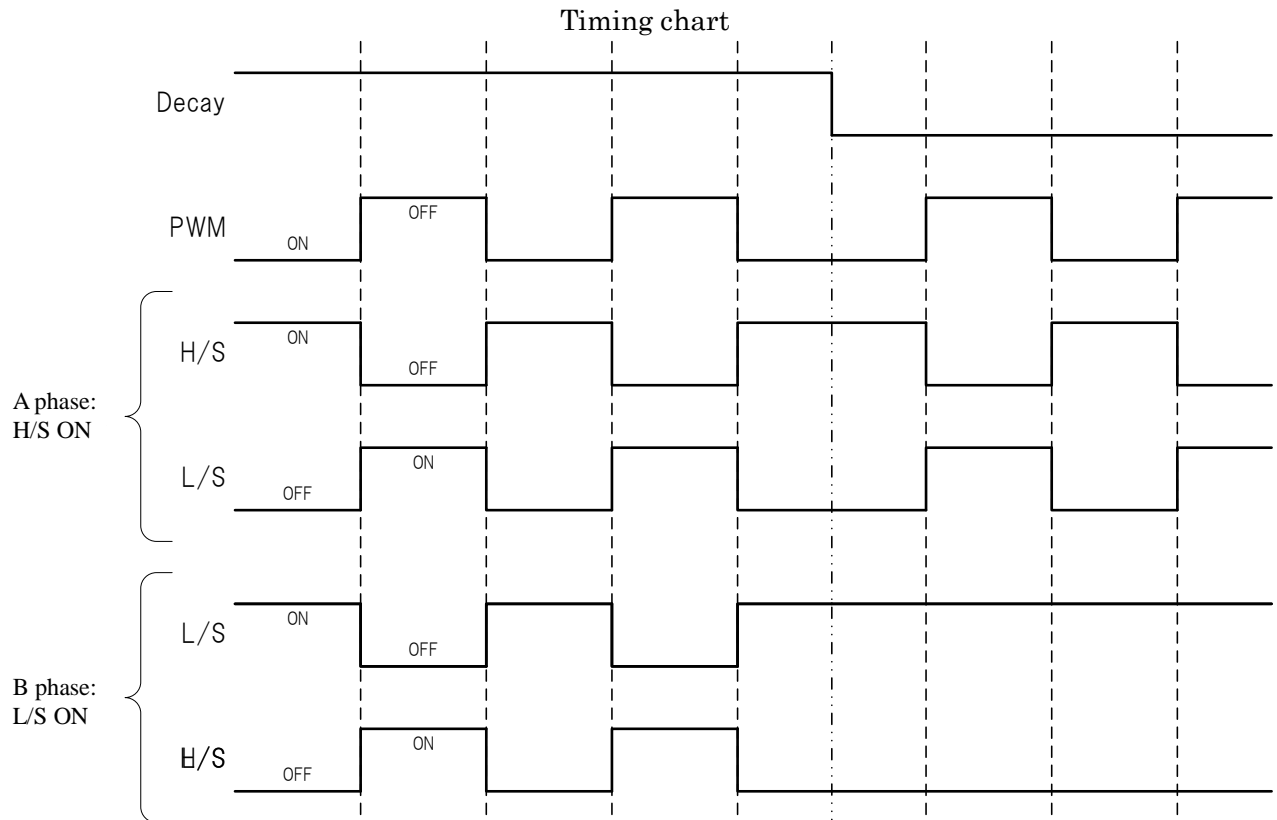 Timing chart
Decay
PWM
ON
OFF
H/S
ON
OFF
A phase:
H/S ON
L/S
OFF
ON
L/S
ON
OFF
B phase:
L/S ON
H/S
OFF
ON